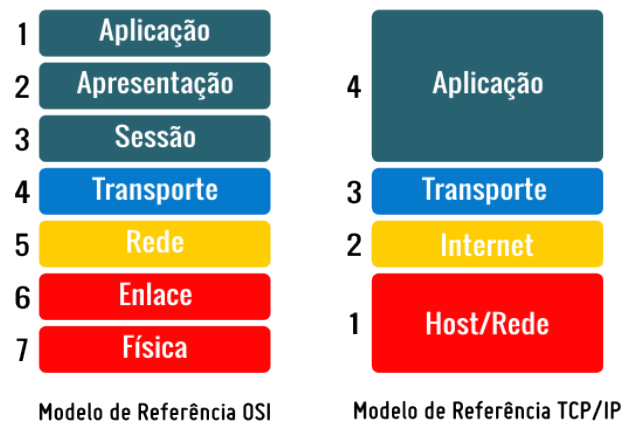 1 Aplicação
2 Apresentação
3 Sessão
4 Transporte
5 Rede
6 Enlace
7 Física
Modelo de Referência OSI
4 Aplicação
3 Transporte
2 Internet
1 Host/Rede
Modelo de Referência TCP/IP